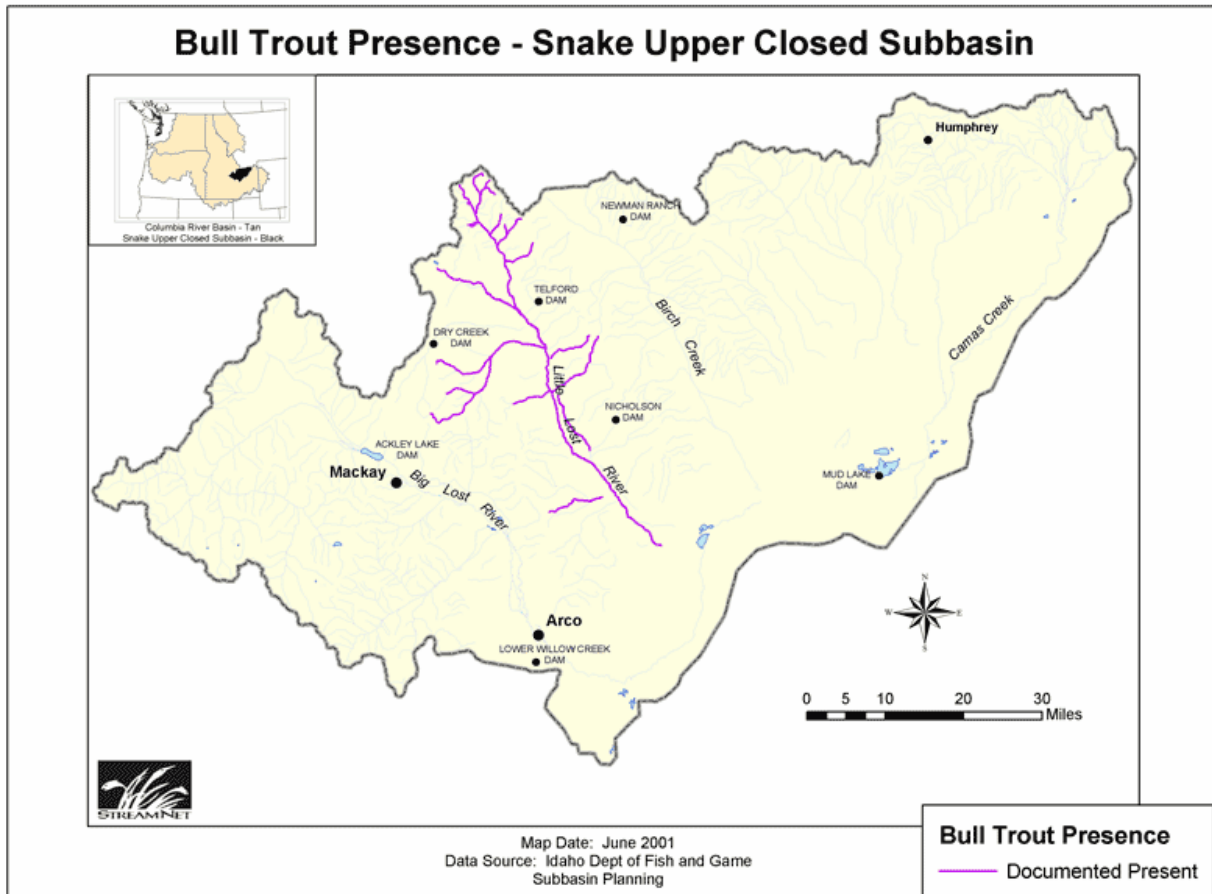 Bull Trout Presence - Snake Upper Closed Subbasin
Columbia River Basin - Tan
Snake Upper Closed Subbasin - Black
Humphrey
NEWMAN RANCH
DAM
TELFORD
DAM
Birch Creek
Camas Creek
DRY CREEK
DAM
Little Lost River
NICHOLSON
DAM
ACKLEY LAKE
DAM
Mackay
Big Lost River
MUD LAKE
DAM
N
W
E
S
Arco
LOWER WILLOW CREEK
DAM
0 5 10 20 30
Miles
STREAMNET
Map Date: June 2001
Data Source: Idaho Dept of Fish and Game
Subbasin Planning
Bull Trout Presence
Documented Present